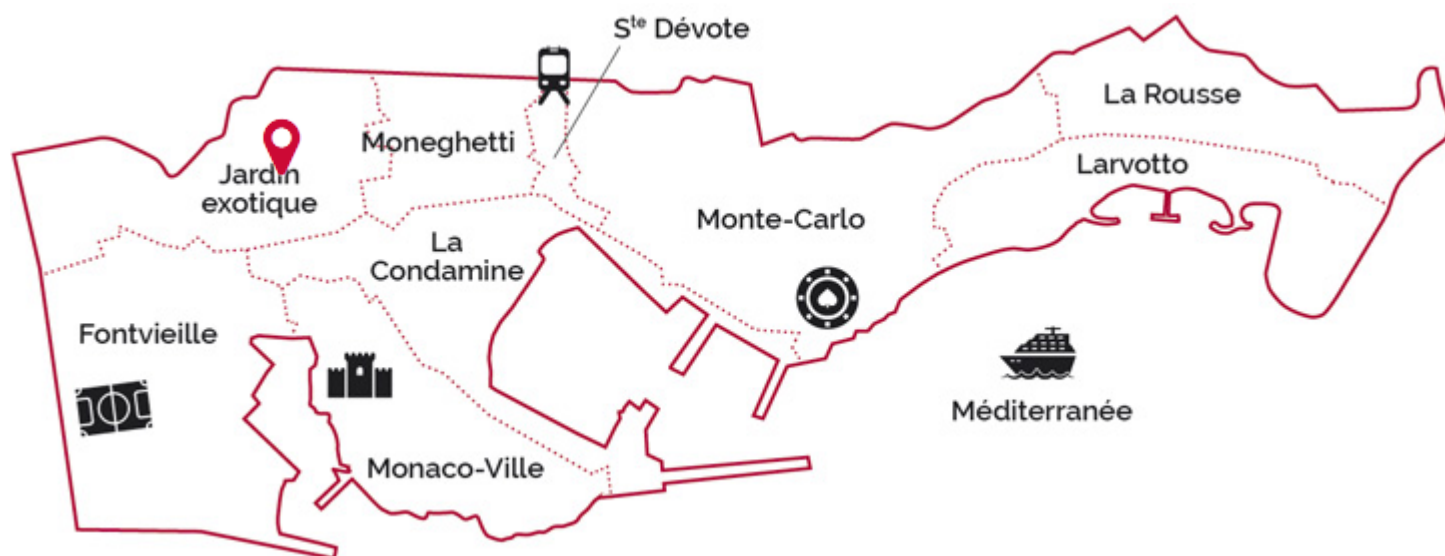 Sᵗᵉ Dévote
La Rousse
Moneghetti
Larvotto
Jardin
exotique
Monte-Carlo
La
Condamine
Fontvieille
Méditerranée
Monaco-Ville